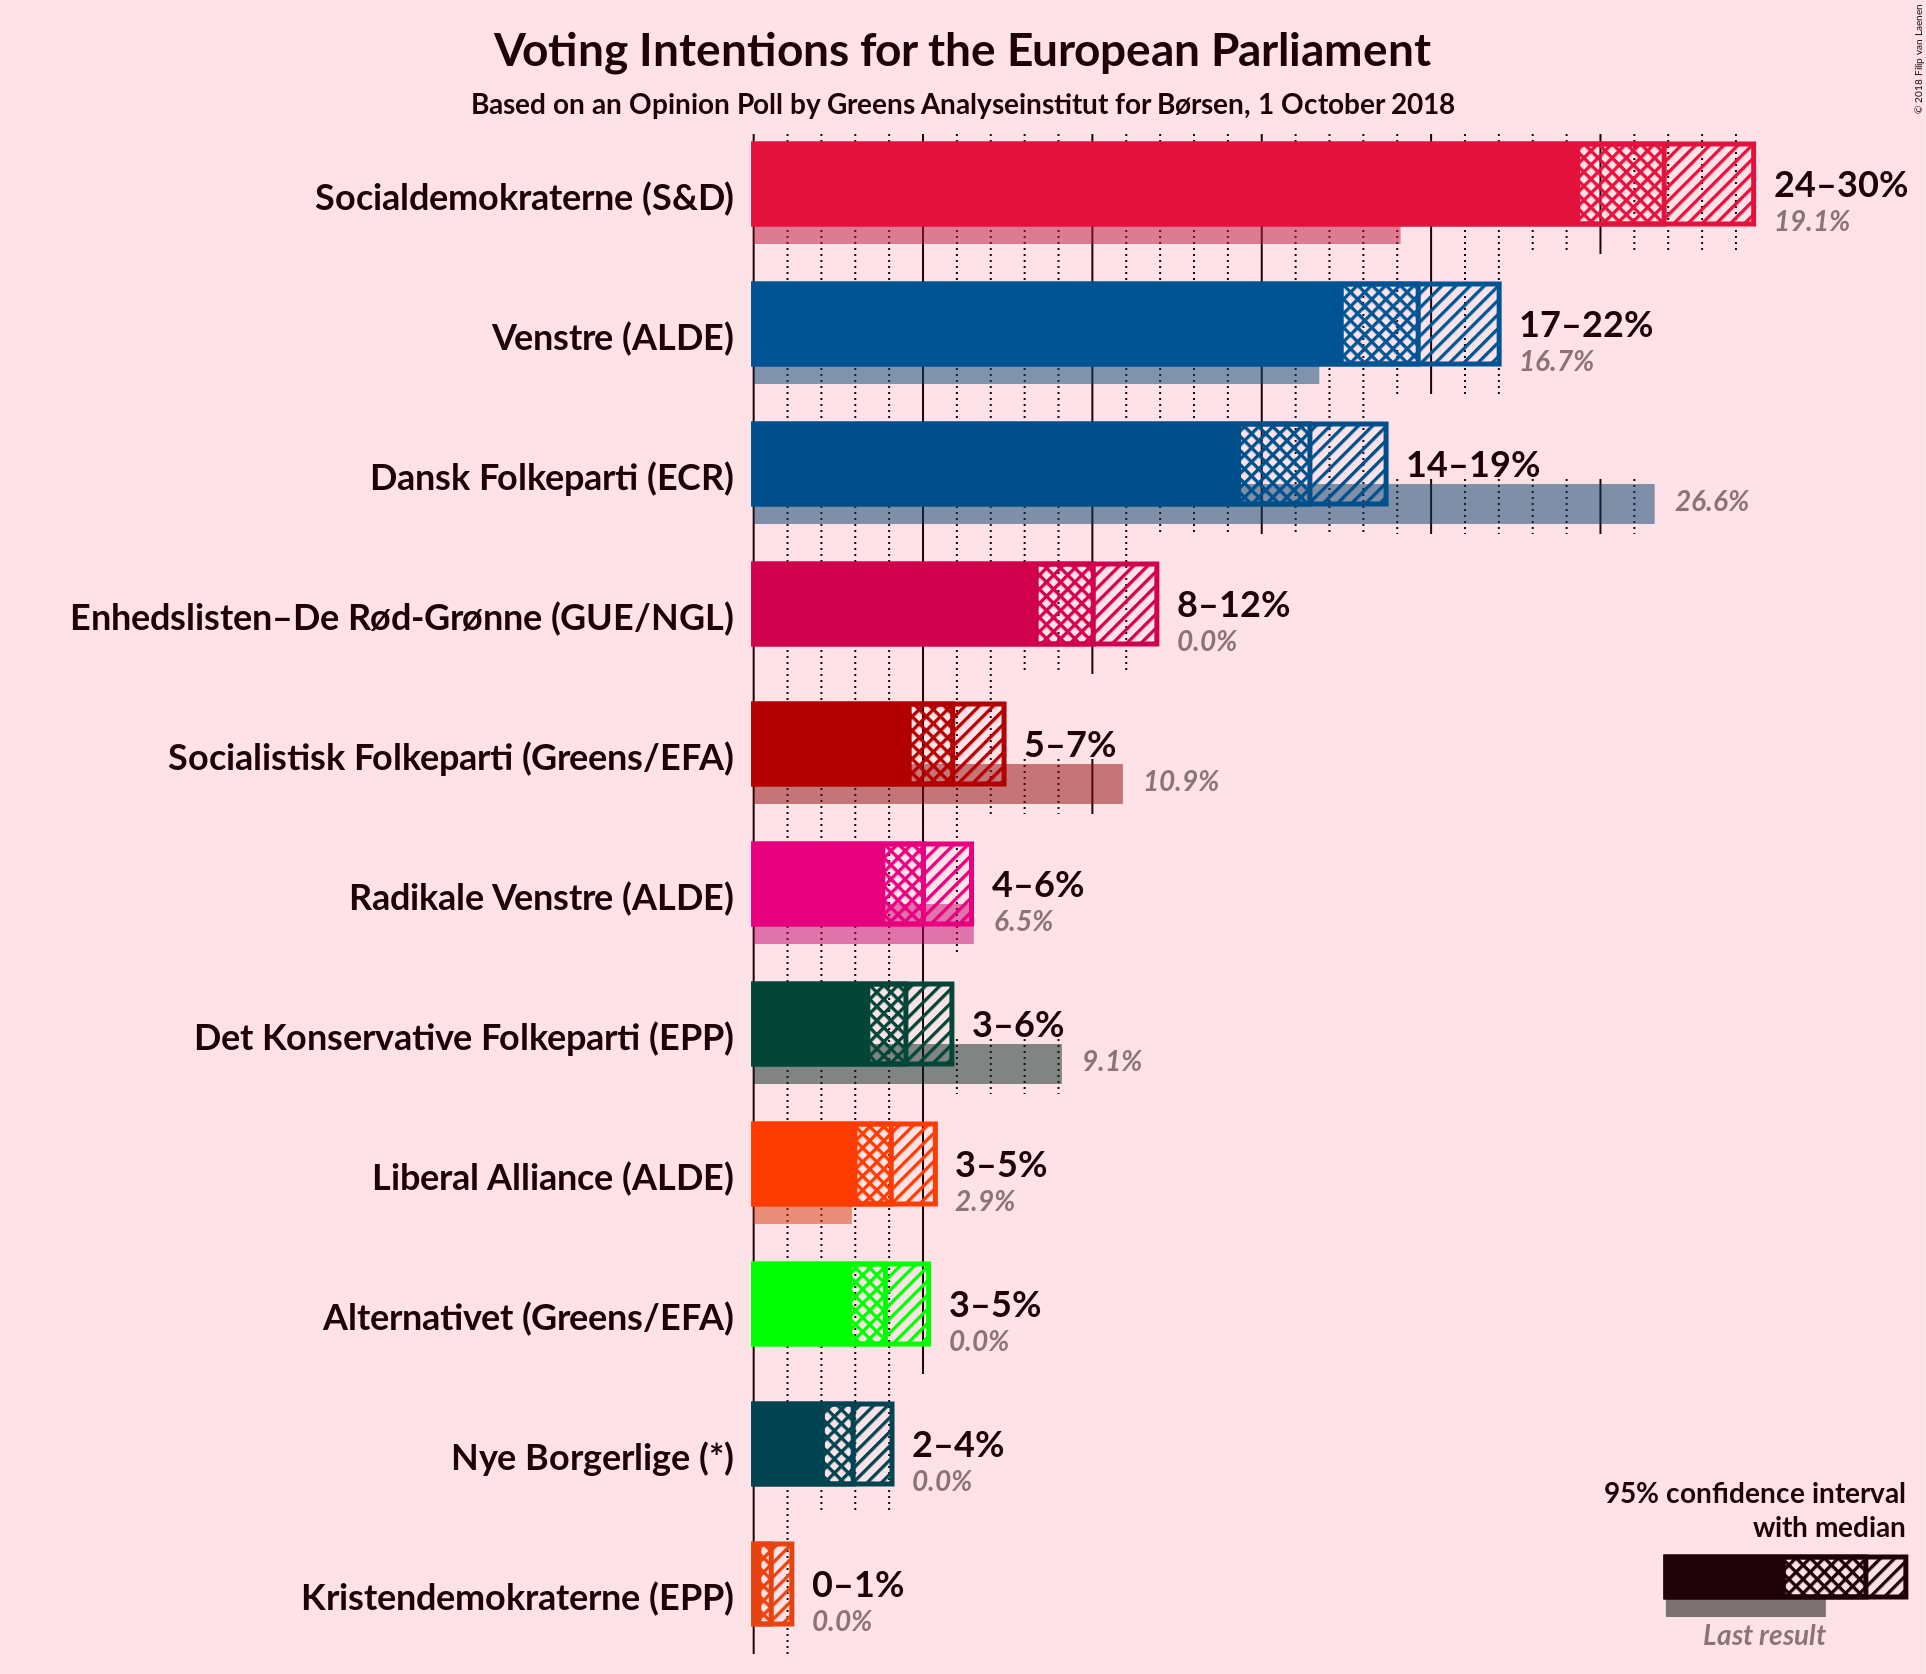 Voting Intentions for the European Parliament
Based on an Opinion Poll by Greens Analyseinstitut for Børsen, 1 October 2018
© 2018 Filip van Laenen
Socialdemokraterne (S&D)
24–30%
19.1%
Venstre (ALDE)
17–22%
16.7%
Dansk Folkeparti (ECR)
14–19%
26.6%
Enhedslisten–De Rød-Grønne (GUE/NGL)
8–12%
0.0%
Socialistisk Folkeparti (Greens/EFA)
5–7%
10.9%
Radikale Venstre (ALDE)
4–6%
6.5%
Det Konservative Folkeparti (EPP)
3–6%
9.1%
Liberal Alliance (ALDE)
3–5%
2.9%
Alternativet (Greens/EFA)
3–5%
0.0%
Nye Borgerlige (*)
2–4%
0.0%
Kristendemokraterne (EPP)
0–1%
0.0%
95% confidence interval
with median
Last result